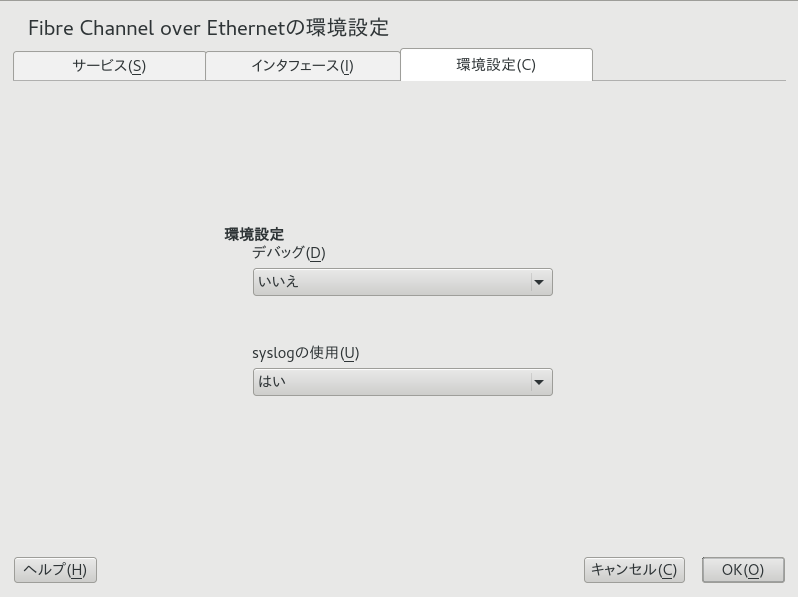 Fibre Channel over Ethernetの環境設定
サービス(S) インタフェース(I) 環境設定(C)
環境設定
デバッグ(D)
いいえ
syslogの使用(U)
はい
ヘルプ(H) キャンセル(C) OK(O)